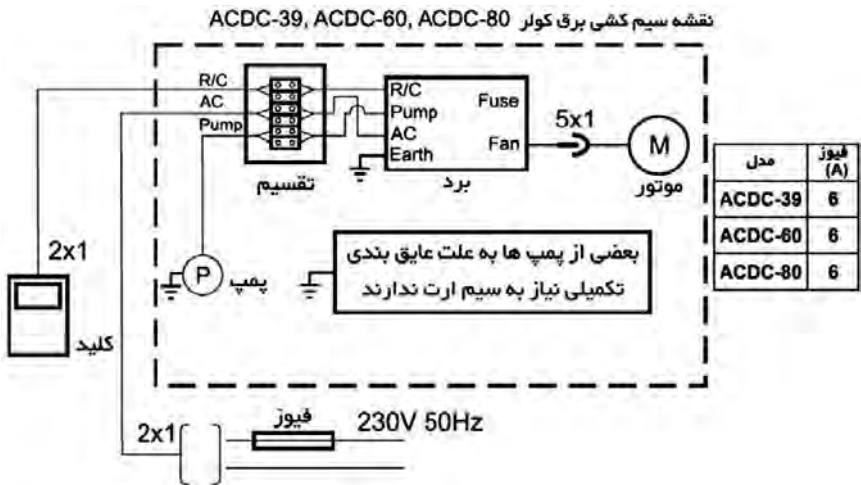 نقشه سیم کشی برق کولر ACDC-39, ACDC-60, ACDC-80
R/C
AC
Pump
تقسیم
R/C
Pump
AC
Earth
Fuse
Fan
برد
5x1
M
موتور
مدل فیوز (A)
ACDC-39 6
ACDC-60 6
ACDC-80 6
2x1
کلید
P
پمپ
بعضی از پمپ ها به علت عایق بندی
تکمیلی نیاز به سیم ارت ندارند
2x1
فیوز
230V 50Hz